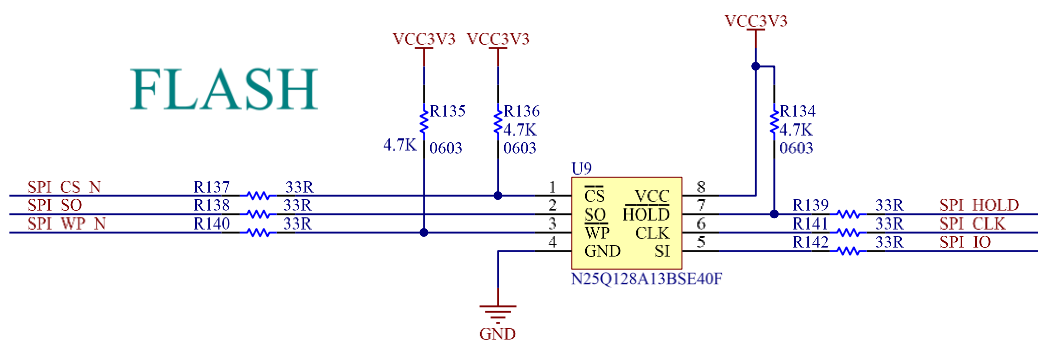 VCC3V3
VCC3V3 VCC3V3
FLASH
R135 R136 R134
4.7K 4.7K
4.7K 0603 0603 0603
U9
SPI_CS_N R137 33R 1 CS VCC 8
SPI_SO R138 33R 2 SO HOLD 7 R139 33R SPI_HOLD
SPI_WP_N R140 33R 3 WP CLK 6 R141 33R SPI_CLK
4 GND SI 5 R142 33R SPI_IO
N25Q128A13BSE40F
GND